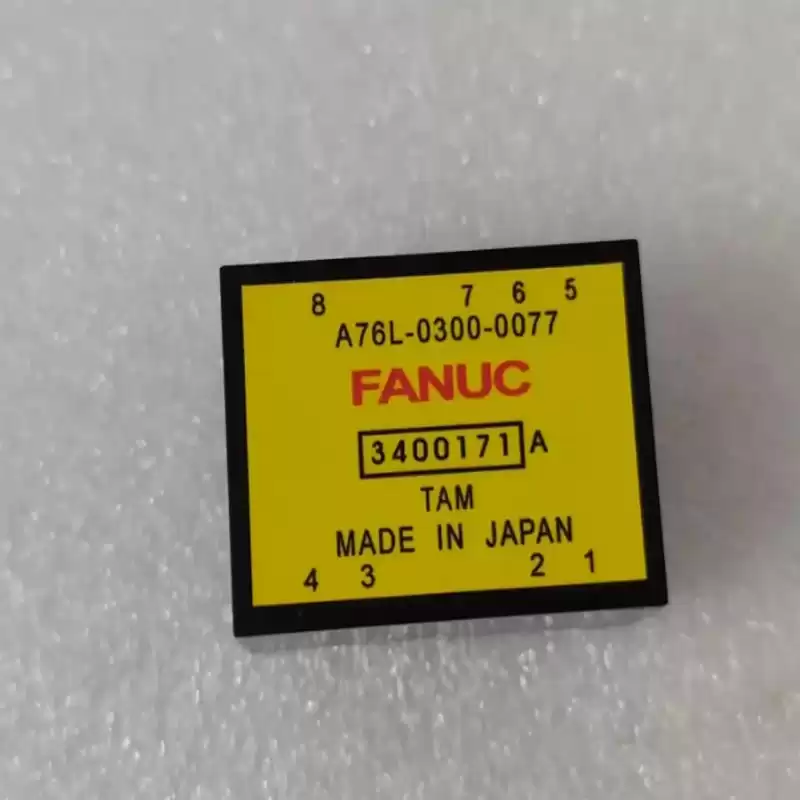 8 7 6 5
A76L-0300-0077
FANUC
3400171 A
TAM
MADE IN JAPAN
4 3 2 1